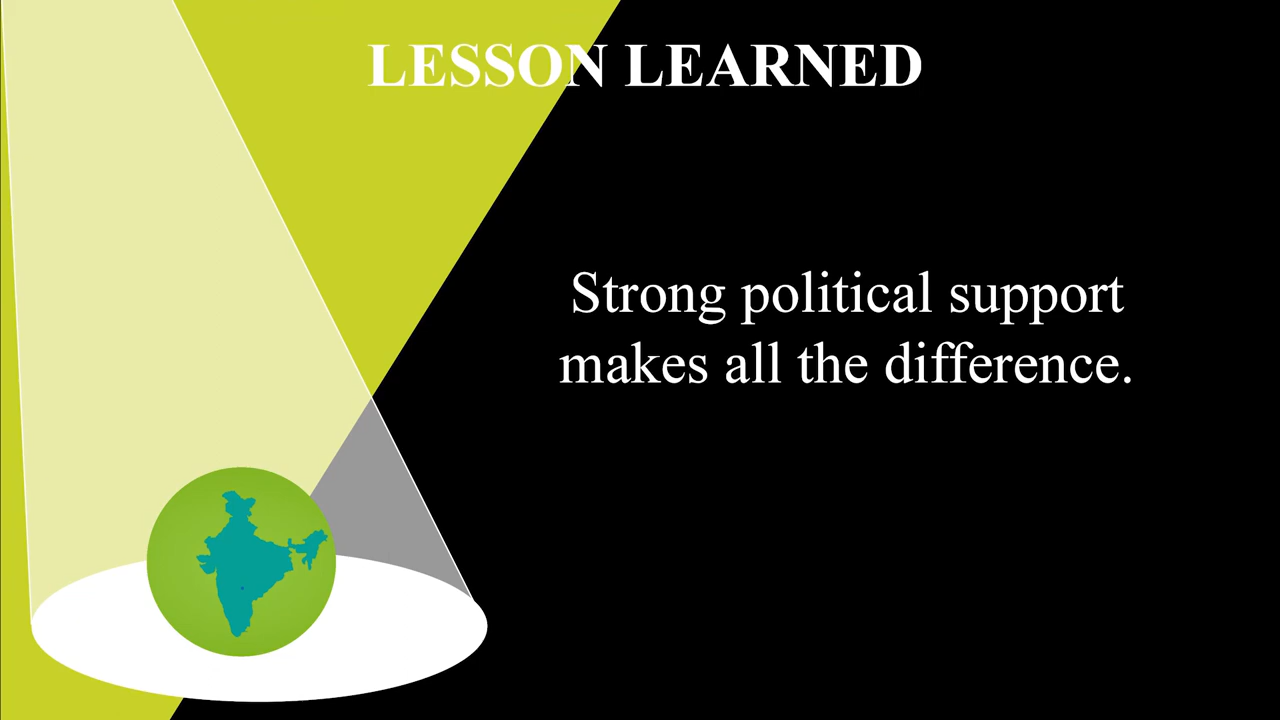 LESSON LEARNED
Strong political support
makes all the difference.